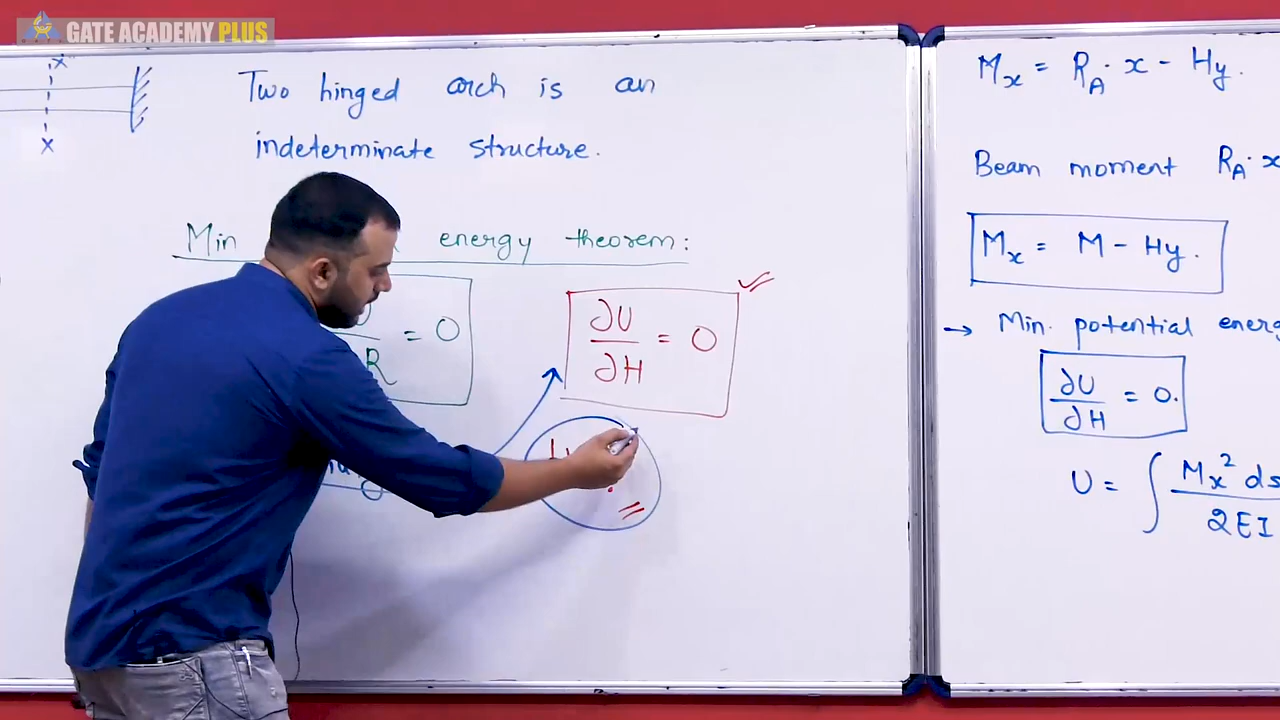 GATE ACADEMY PLUS
x
x
Two hinged arch is an
indeterminate structure.
Min energy theorem:
R = 0
∂U/∂H = 0
Mx = RA · x - Hy.
Beam moment RA · x
Mx = M - Hy.
→ Min. potential energ
∂U/∂H = 0.
U = ∫ Mx² ds / 2EI